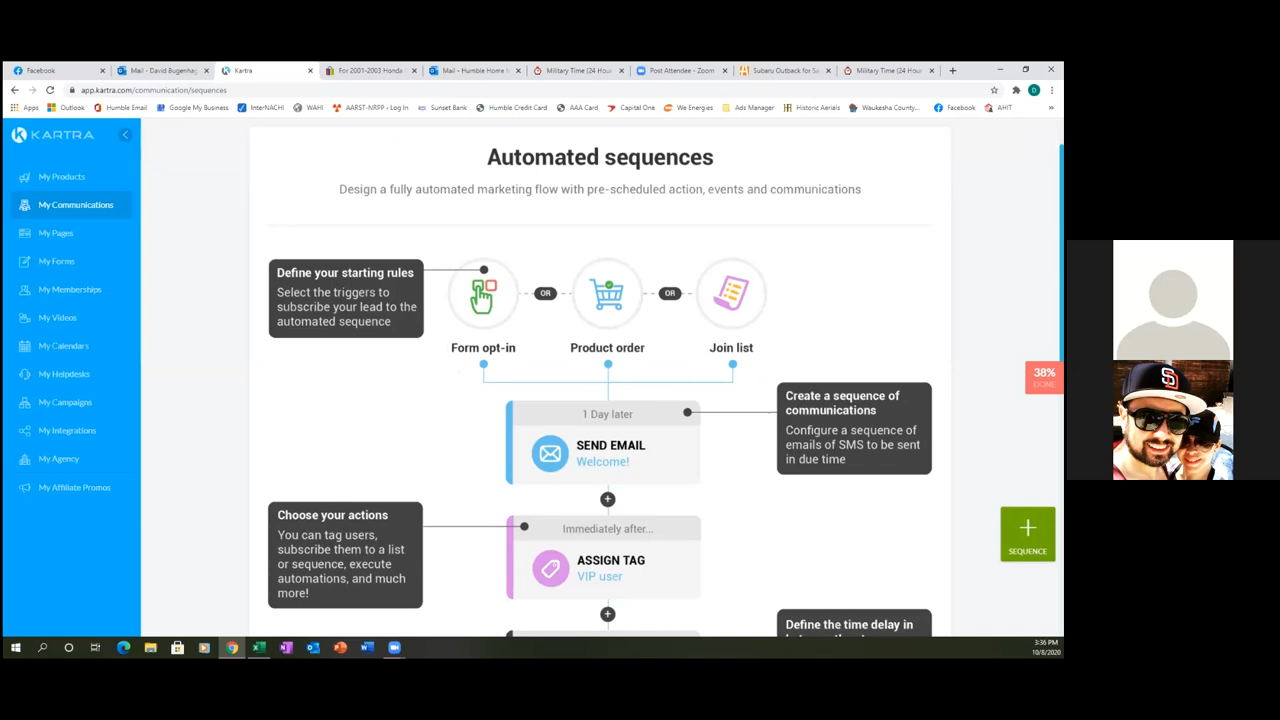 Facebook
Mail - David Bugenhag
Kartra
For 2001-2003 Honda
Mail - Humble Home I
Military Time (24 Hour
Post Attendee - Zoom
Subaru Outback for Sa
Military Time (24 Hour
app.kartra.com/communication/sequences
D
Apps
Outlook
Humble Email
Google My Business
InterNACHI
WAHI
AARST-NRPP › Log In
Sunset Bank
Humble Credit Card
AAA Card
Capital One
We Energies
Ads Manager
Historic Aerials
Waukesha County...
Facebook
AHIT
»
KARTRA
My Products
My Communications
My Pages
My Forms
My Memberships
My Videos
My Calendars
My Helpdesks
My Campaigns
My Integrations
My Agency
My Affiliate Promos
Automated sequences
Design a fully automated marketing flow with pre-scheduled action, events and communications
Define your starting rules
Select the triggers to
subscribe your lead to the
automated sequence
OR
OR
Form opt-in
Product order
Join list
38%
DONE
1 Day later
SEND EMAIL
Welcome!
Create a sequence of
communications
Configure a sequence of
emails of SMS to be sent
in due time
Choose your actions
You can tag users,
subscribe them to a list
or sequence, execute
automations, and much
more!
Immediately after...
ASSIGN TAG
VIP user
SEQUENCE
Define the time delay in
3:36 PM
10/8/2020